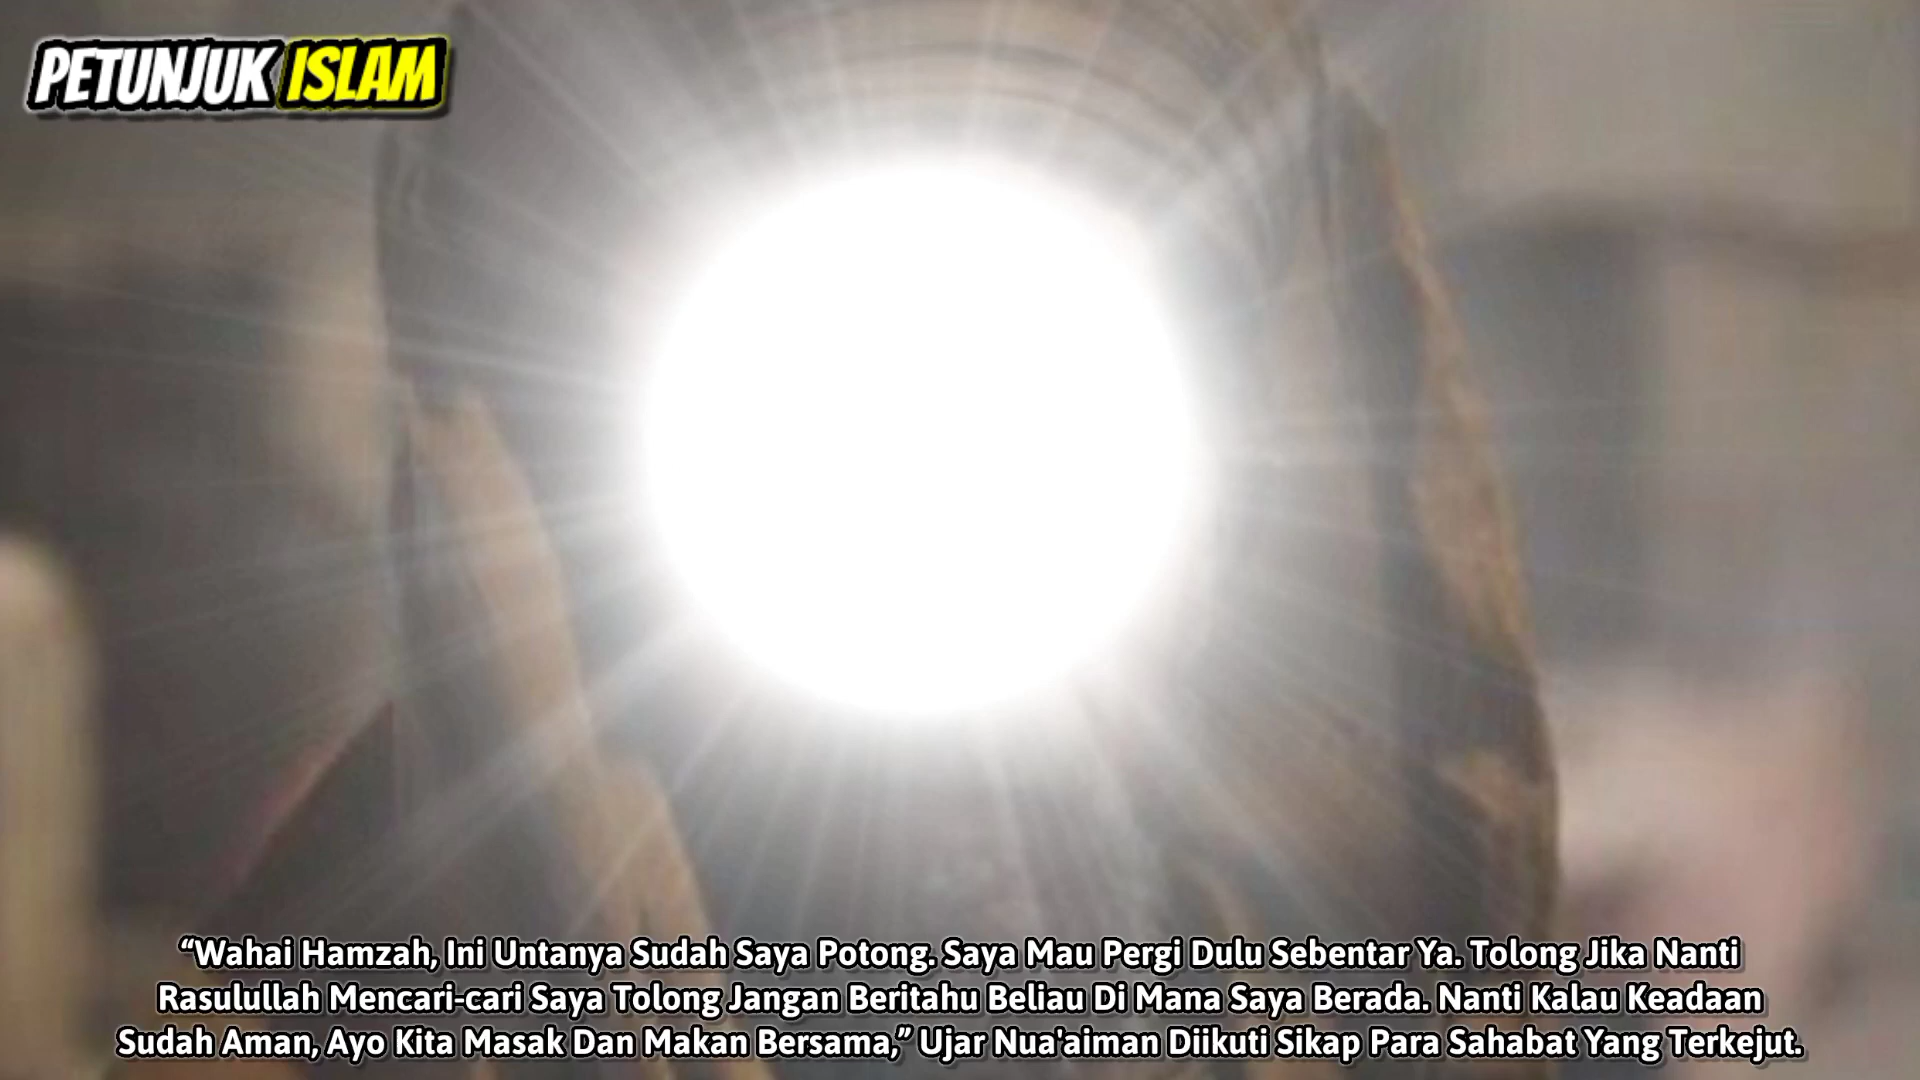 PETUNJUK ISLAM
“Wahai Hamzah, Ini Untanya Sudah Saya Potong. Saya Mau Pergi Dulu Sebentar Ya. Tolong Jika Nanti
Rasulullah Mencari-cari Saya Tolong Jangan Beritahu Beliau Di Mana Saya Berada. Nanti Kalau Keadaan
Sudah Aman, Ayo Kita Masak Dan Makan Bersama,” Ujar Nua'aiman Diikuti Sikap Para Sahabat Yang Terkejut.